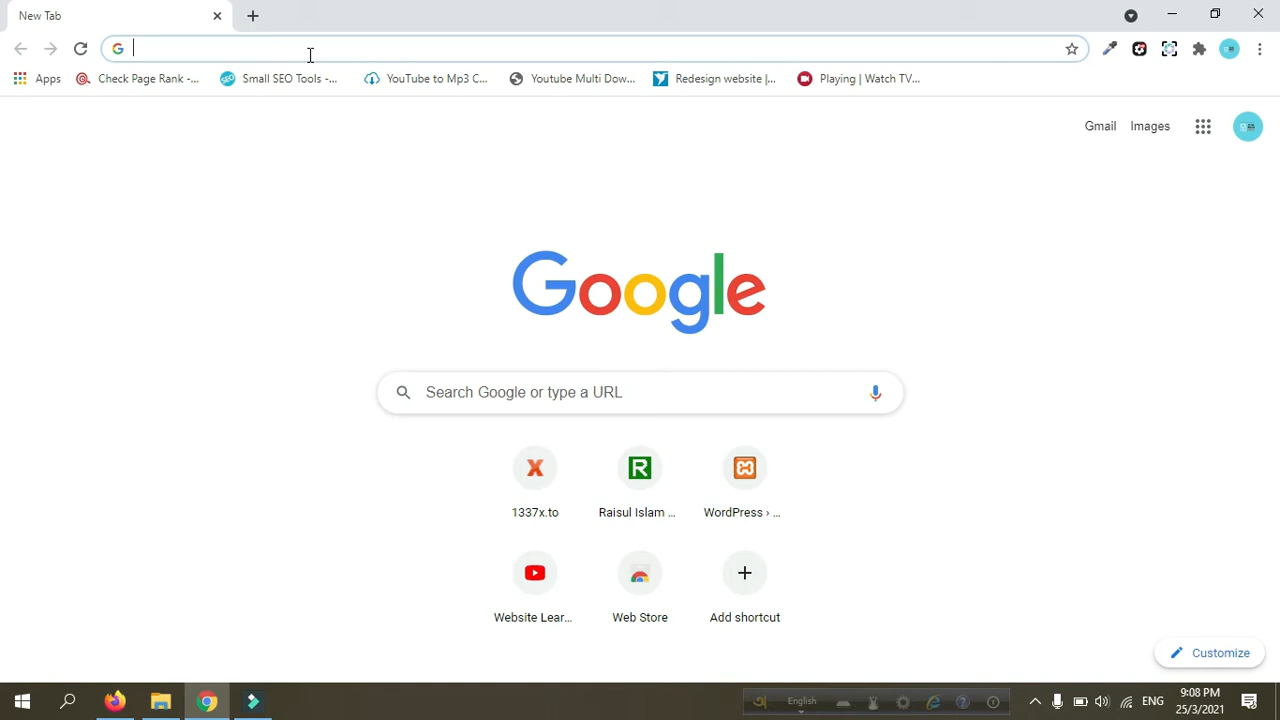 New Tab
Apps
Check Page Rank -...
Small SEO Tools -...
YouTube to Mp3 C...
Youtube Multi Dow...
Redesign website |...
Playing | Watch TV...
Gmail
Images
Google
Search Google or type a URL
1337x.to
Raisul Islam ...
WordPress › ...
Website Lear...
Web Store
Add shortcut
Customize
English
ENG
9:08 PM
25/3/2021